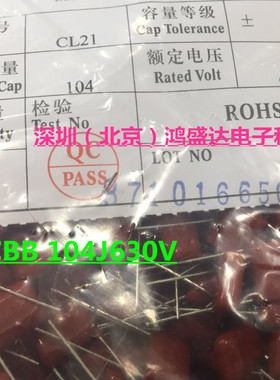 号
CL21
容量等级
Cap Tolerance
±
量
Cap
104
额定电压
Rated Volt
检验
Test No
ROHS
深圳（北京）鸿盛达电子科
QC
PASS
LOT NO
BB 104J630V